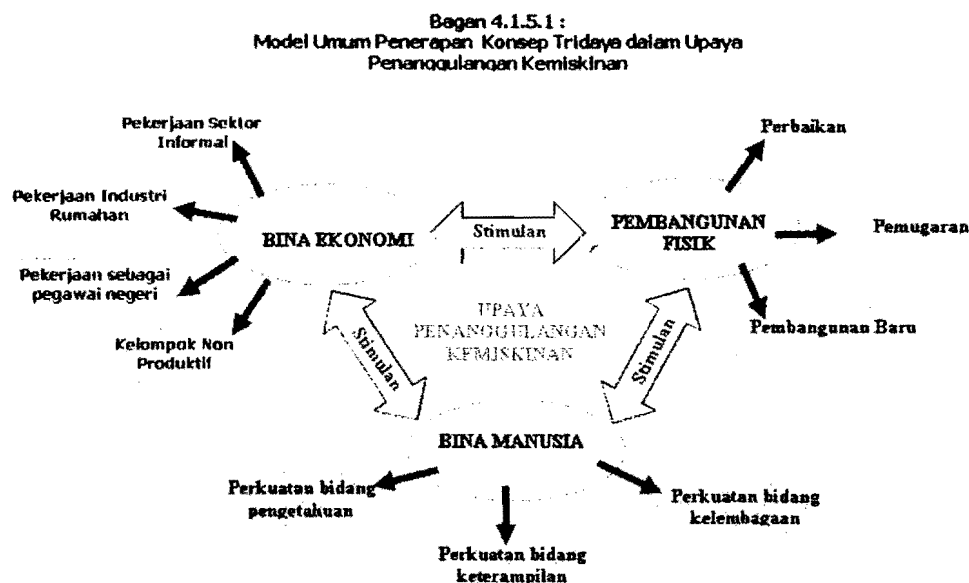 Bagan 4.1.5.1 :
Model Umum Penerapan Konsep Tridaya dalam Upaya
Penanggulangan Kemiskinan
Pekerjaan Sektor
Informal
Pekerjaan Industri
Rumahan
Pekerjaan sebagai
pegawai negeri
Kelompok Non
Produktif
BINA EKONOMI
Stimulan
PEMBANGUNAN
FISIK
Perbaikan
Pemugaran
Pembangunan Baru
UPAYA
PENANGGULANGAN
KEMISKINAN
Stimulan
Stimulan
BINA MANUSIA
Perkuatan bidang
pengetahuan
Perkuatan bidang
keterampilan
Perkuatan bidang
kelembagaan